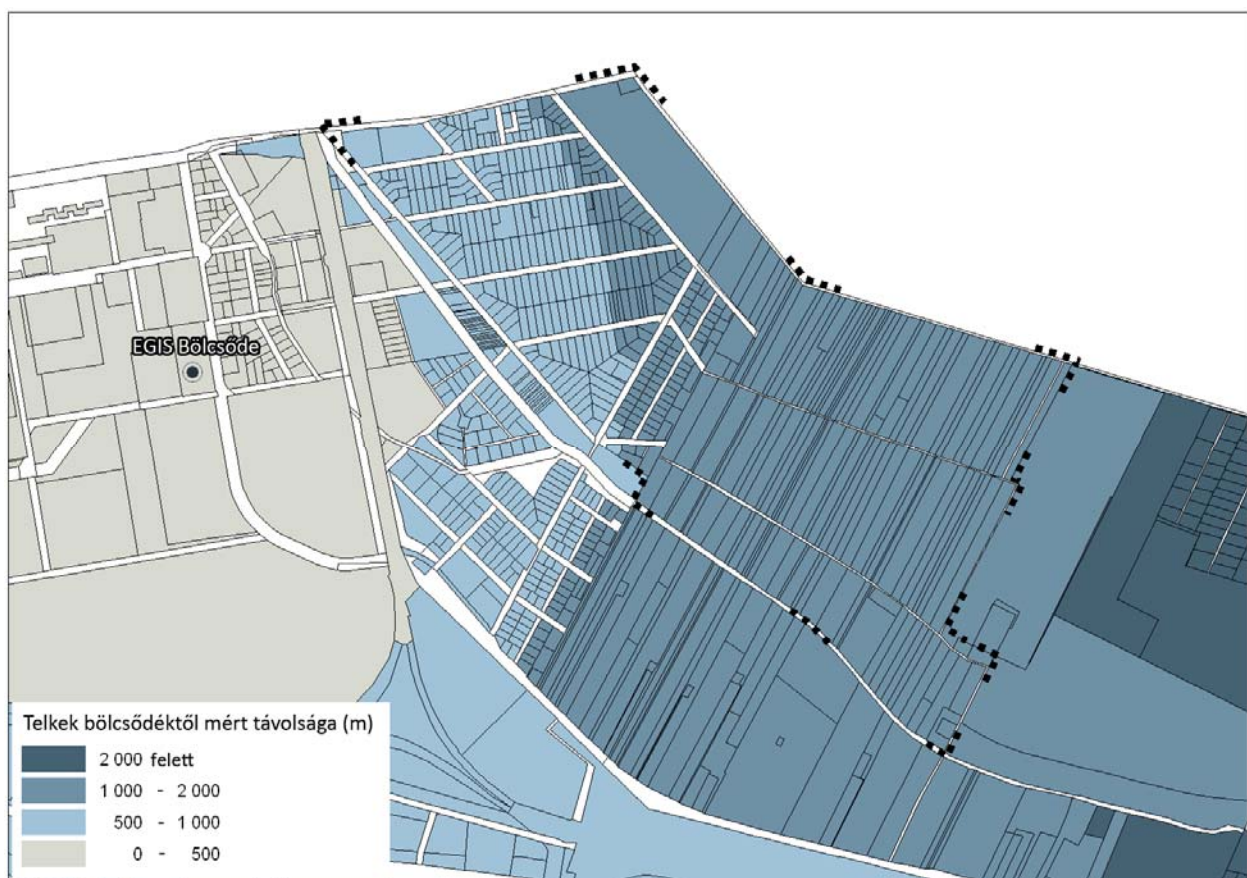 EGIS Bölcsőde
Telkek bölcsődéktől mért távolsága (m)
2 000 felett
1 000 - 2 000
500 - 1 000
0 - 500